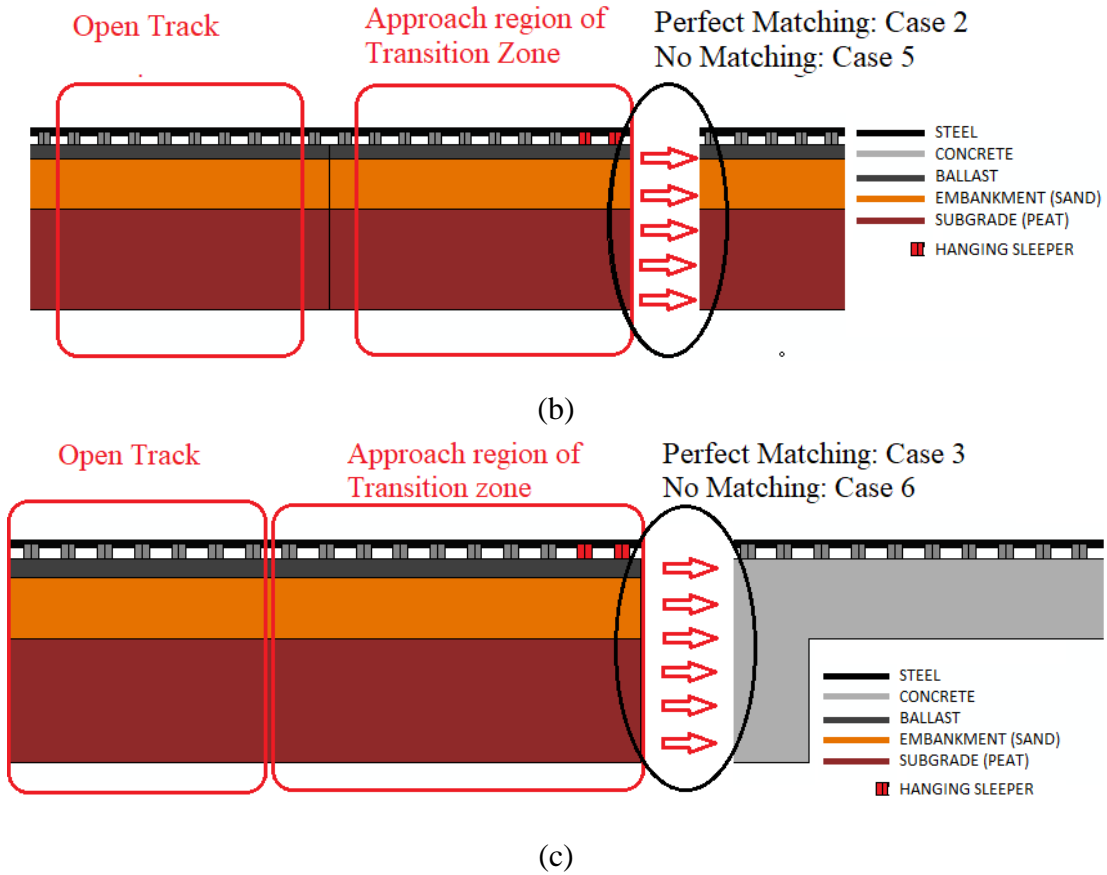 Open Track
Approach region of
Transition Zone
Perfect Matching: Case 2
No Matching: Case 5
STEEL
CONCRETE
BALLAST
EMBANKMENT (SAND)
SUBGRADE (PEAT)
HANGING SLEEPER
(b)
Open Track
Approach region of
Transition zone
Perfect Matching: Case 3
No Matching: Case 6
STEEL
CONCRETE
BALLAST
EMBANKMENT (SAND)
SUBGRADE (PEAT)
HANGING SLEEPER
(c)